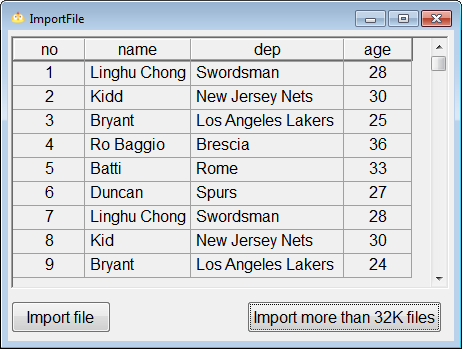 ImportFile
no name dep age
1 Linghu Chong Swordsman 28
2 Kidd New Jersey Nets 30
3 Bryant Los Angeles Lakers 25
4 Ro Baggio Brescia 36
5 Batti Rome 33
6 Duncan Spurs 27
7 Linghu Chong Swordsman 28
8 Kid New Jersey Nets 30
9 Bryant Los Angeles Lakers 24
Import file Import more than 32K files